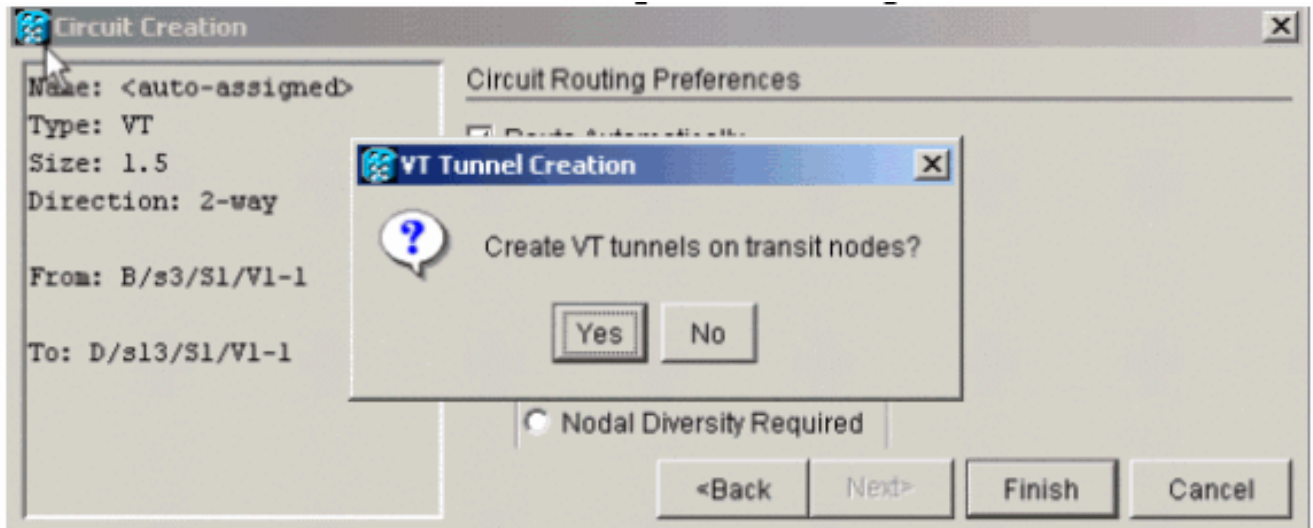 Circuit Creation
Name: <auto-assigned>
Type: VT
Size: 1.5
Direction: 2-way
From: B/s3/S1/V1-1
To: D/s13/S1/V1-1
Circuit Routing Preferences
Route Automatically
VT Tunnel Creation
Create VT tunnels on transit nodes?
Yes No
Nodal Diversity Required
<Back Next> Finish Cancel